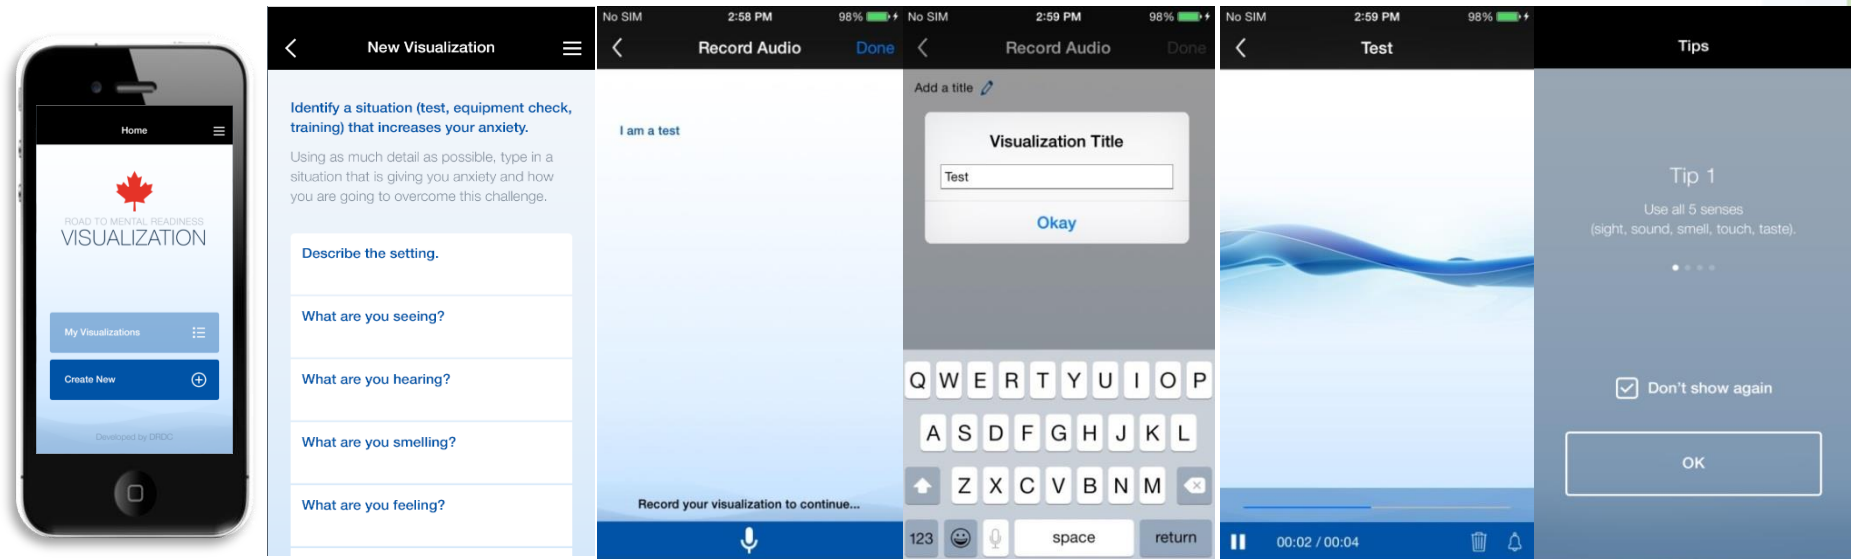 Home
ROAD TO MENTAL READINESS
VISUALIZATION
My Visualizations
Create New
Developed by DRDC
New Visualization
Identify a situation (test, equipment check,
training) that increases your anxiety.
Using as much detail as possible, type in a
situation that is giving you anxiety and how
you are going to overcome this challenge.
Describe the setting.
What are you seeing?
What are you hearing?
What are you smelling?
What are you feeling?
No SIM 2:58 PM 98%
Record Audio Done
I am a test
Record your visualization to continue...
No SIM 2:59 PM 98%
Record Audio Done
Add a title
Visualization Title
Test
Okay
Q W E R T Y U I O P
A S D F G H J K L
Z X C V B N M
123 space return
No SIM 2:59 PM 98%
Test
00:02 / 00:04
Tips
Tip 1
Use all 5 senses
(sight, sound, smell, touch, taste).
Don't show again
OK